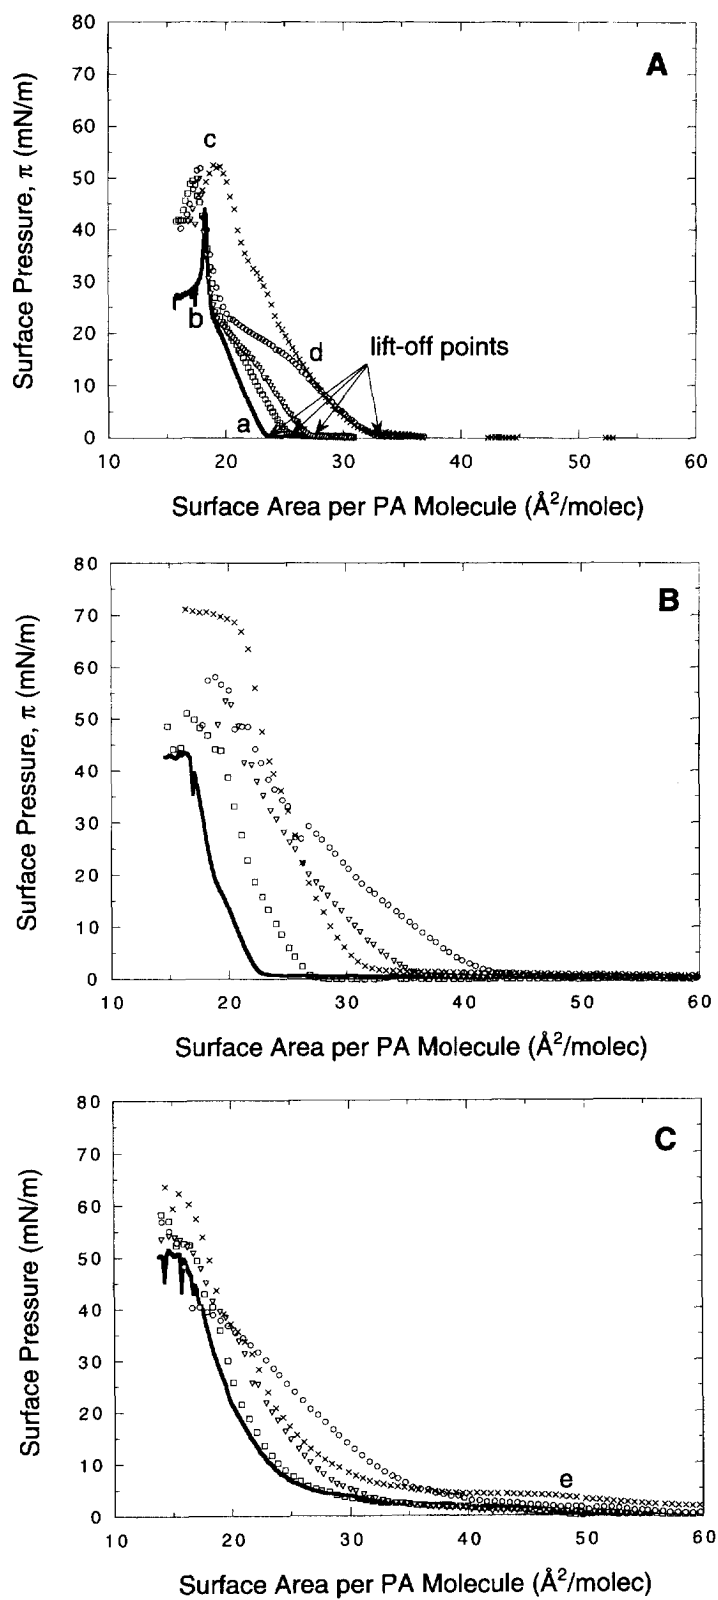 80
A
70
60
c
50
40
30
b
20
d
lift-off points
10
a
0
10 20 30 40 50 60
Surface Pressure, π (mN/m)
Surface Area per PA Molecule (Å²/molec)
80
B
70
60
50
40
30
20
10
0
10 20 30 40 50 60
Surface Pressure, π (mN/m)
Surface Area per PA Molecule (Å²/molec)
80
C
70
60
50
40
30
20
10
e
0
10 20 30 40 50 60
Surface Pressure (mN/m)
Surface Area per PA Molecule (Å²/molec)